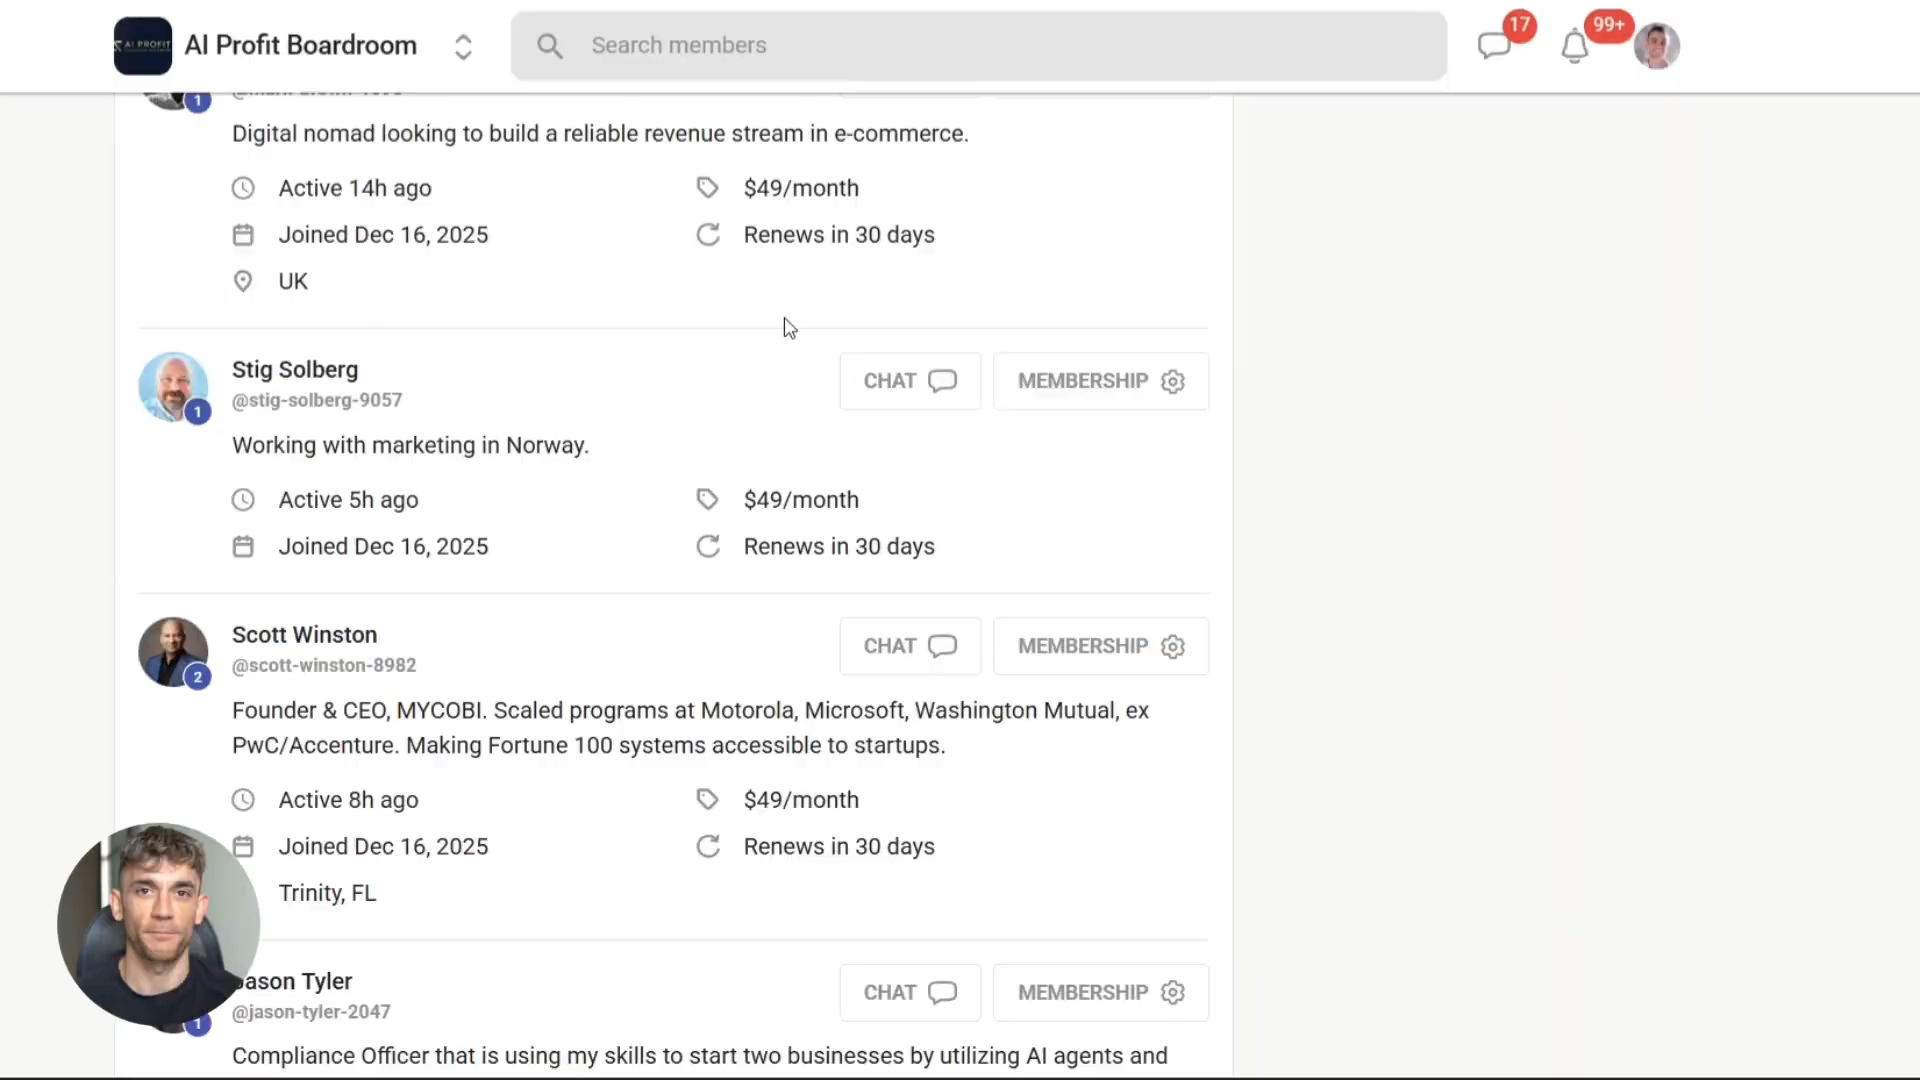 AI PROFIT
AI Profit Boardroom
Search members
17
99+
1
Digital nomad looking to build a reliable revenue stream in e-commerce.
Active 14h ago
$49/month
Joined Dec 16, 2025
Renews in 30 days
UK
Stig Solberg
CHAT
MEMBERSHIP
@stig-solberg-9057
1
Working with marketing in Norway.
Active 5h ago
$49/month
Joined Dec 16, 2025
Renews in 30 days
Scott Winston
CHAT
MEMBERSHIP
@scott-winston-8982
2
Founder & CEO, MYCOBI. Scaled programs at Motorola, Microsoft, Washington Mutual, ex
PwC/Accenture. Making Fortune 100 systems accessible to startups.
Active 8h ago
$49/month
Joined Dec 16, 2025
Renews in 30 days
Trinity, FL
Jason Tyler
CHAT
MEMBERSHIP
@jason-tyler-2047
1
Compliance Officer that is using my skills to start two businesses by utilizing AI agents and